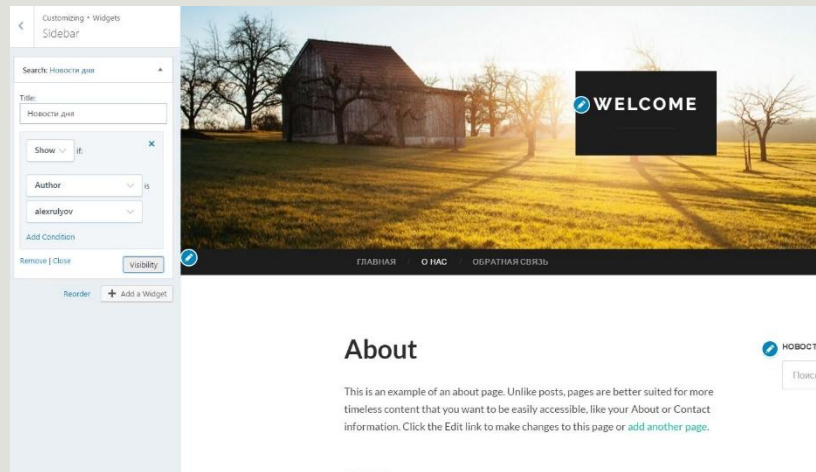 Customizing • Widgets
Sidebar
Search: Новости дня
Title:
Новости дня
Show if:
Author is
alexrulyov
Add Condition
Remove | Close
Visibility
Reorder
Add a Widget
WELCOME
ГЛАВНАЯ / О НАС / ОБРАТНАЯ СВЯЗЬ
About
This is an example of an about page. Unlike posts, pages are better suited for more
timeless content that you want to be easily accessible, like your About or Contact
information. Click the Edit link to make changes to this page or add another page.